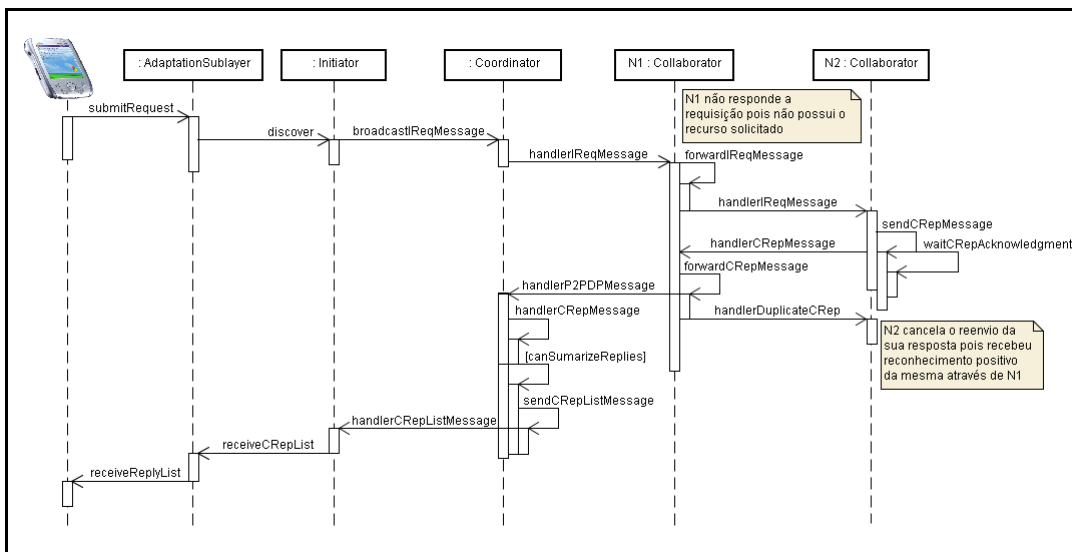 : AdaptationSublayer
: Initiator
: Coordinator
N1 : Collaborator
N2 : Collaborator
N1 não responde a
requisição pois não possui o
recurso solicitado
submitRequest
discover
broadcastIReqMessage
handlerIReqMessage
forwardIReqMessage
handlerIReqMessage
sendCRepMessage
handlerCRepMessage
waitCRepAcknowledgment
forwardCRepMessage
handlerP2PDPMessage
handlerCRepMessage
handlerDuplicateCRep
N2 cancela o reenvio da
sua resposta pois recebeu
reconhecimento positivo
da mesma através de N1
[canSumarizeReplies]
sendCRepListMessage
handlerCRepListMessage
receiveCRepList
receiveReplyList